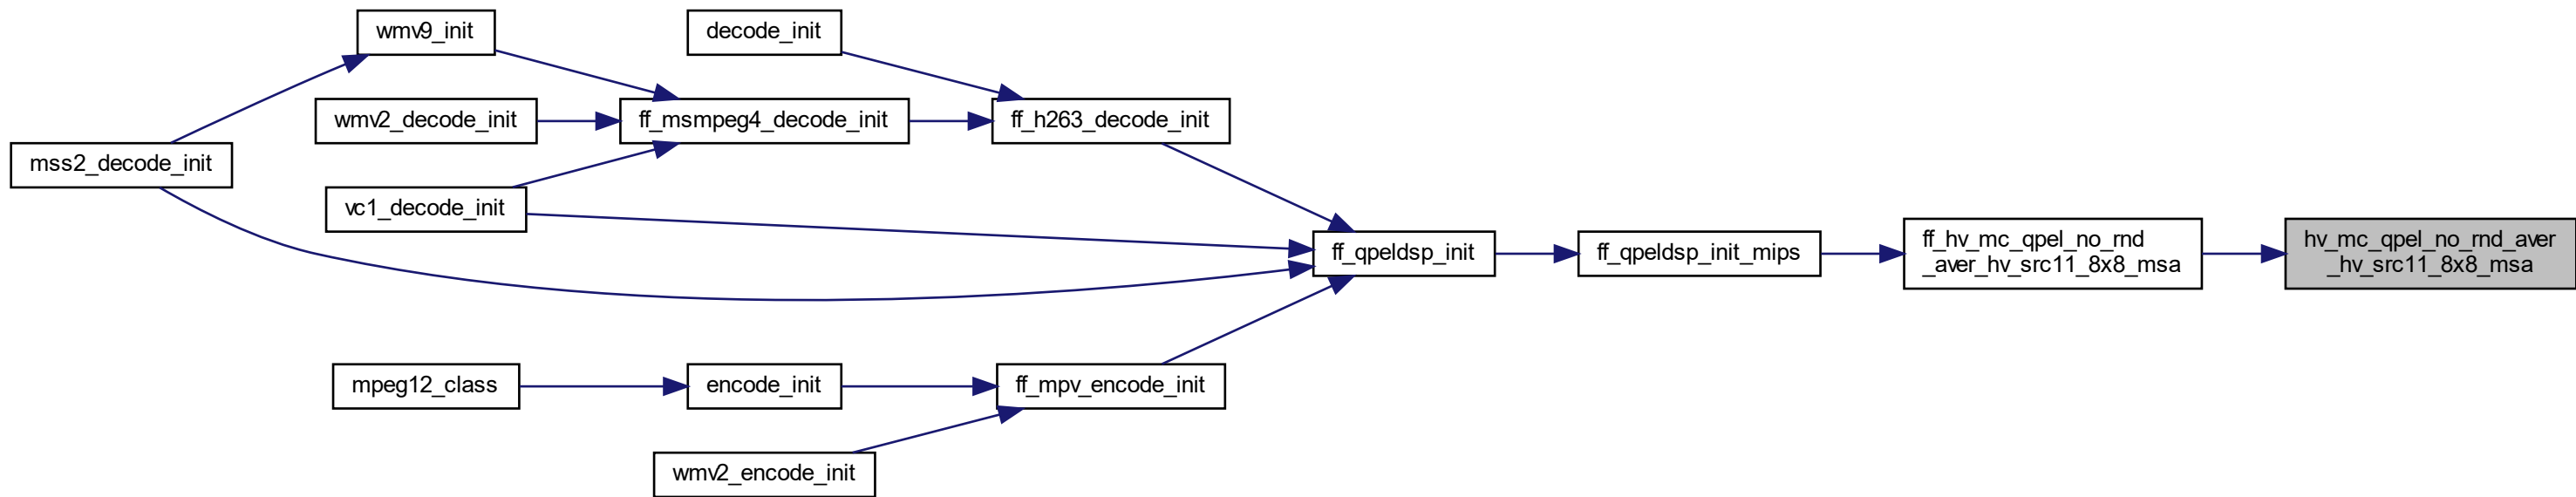 wmv9_init
decode_init
wmv2_decode_init
ff_msmpeg4_decode_init
ff_h263_decode_init
mss2_decode_init
vc1_decode_init
ff_qpeldsp_init
ff_qpeldsp_init_mips
ff_hv_mc_qpel_no_rnd
_aver_hv_src11_8x8_msa
hv_mc_qpel_no_rnd_aver
_hv_src11_8x8_msa
mpeg12_class
encode_init
ff_mpv_encode_init
wmv2_encode_init